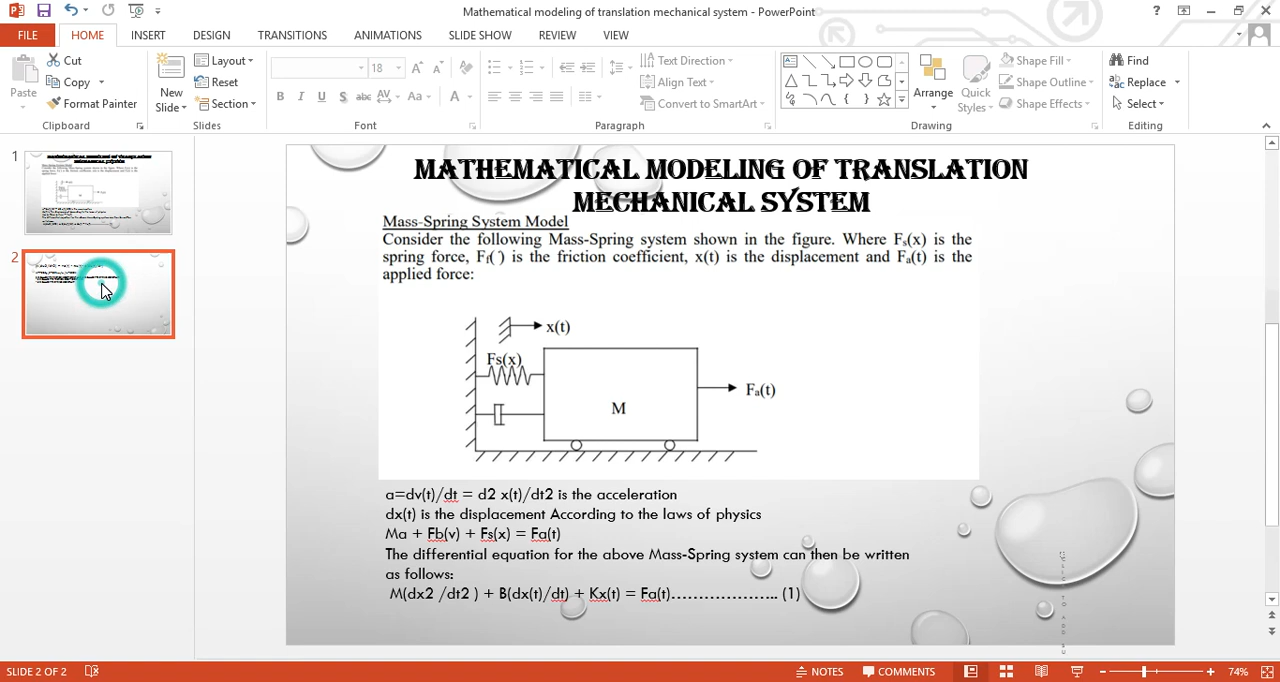 Mathematical modeling of translation mechanical system - PowerPoint
FILE HOME INSERT DESIGN TRANSITIONS ANIMATIONS SLIDE SHOW REVIEW VIEW
Paste
Cut
Copy
Format Painter
Clipboard
New Slide
Layout
Reset
Section
Slides
18
B I U S abc AV Aa A
Font
Text Direction
Align Text
Convert to SmartArt
Paragraph
Arrange
Quick Styles
Shape Fill
Shape Outline
Shape Effects
Drawing
Find
Replace
Select
Editing
1
2
MATHEMATICAL MODELING OF TRANSLATION
MECHANICAL SYSTEM
Mass-Spring System Model
Consider the following Mass-Spring system shown in the figure. Where Fs(x) is the
spring force, Ff( ) is the friction coefficient, x(t) is the displacement and Fa(t) is the
applied force:
x(t)
Fs(x)
M
Fa(t)
a=dv(t)/dt = d2 x(t)/dt2 is the acceleration
dx(t) is the displacement According to the laws of physics
Ma + Fb(v) + Fs(x) = Fa(t)
The differential equation for the above Mass-Spring system can then be written
as follows:
M(dx2 /dt2 ) + B(dx(t)/dt) + Kx(t) = Fa(t)……………….. (1)
SLIDE 2 OF 2
NOTES COMMENTS 74%